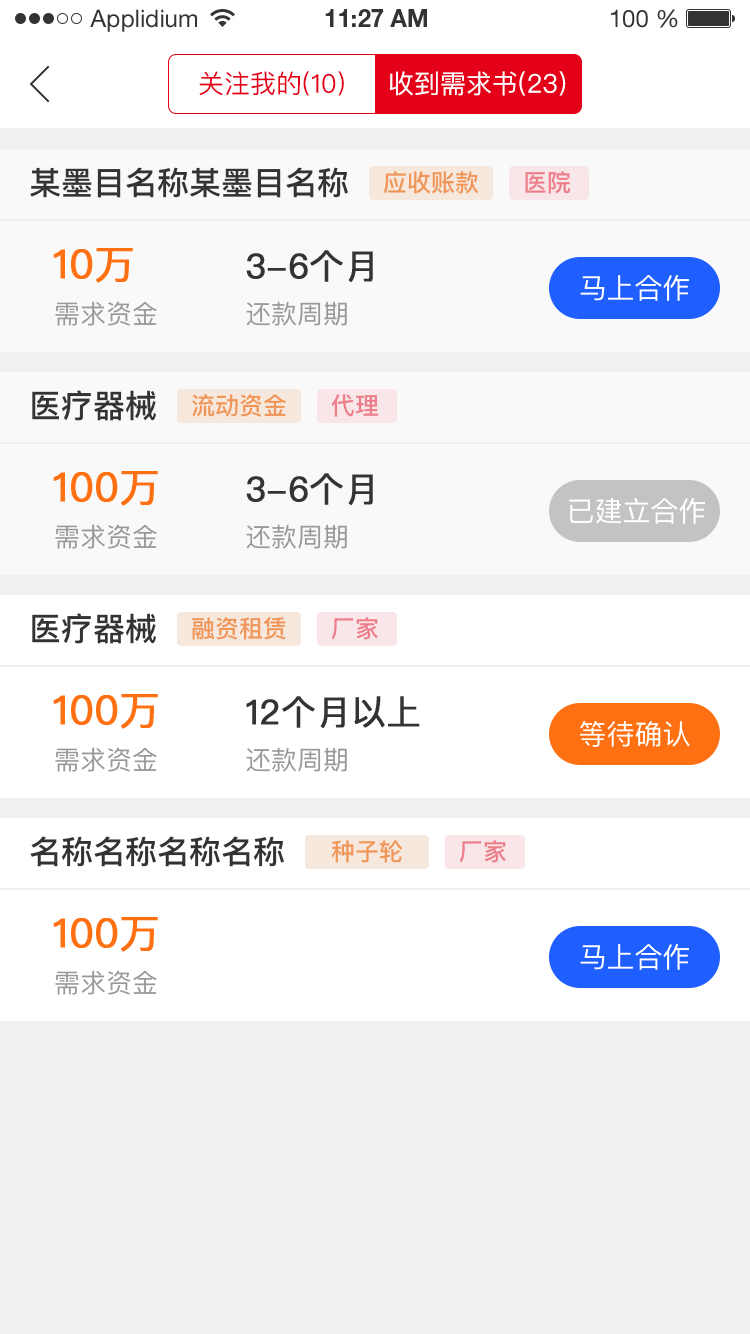 Applidium 11:27 AM 100 %
关注我的(10) 收到需求书(23)
某墨目名称某墨目名称 应收账款 医院
10万 3–6个月
需求资金 还款周期 马上合作
医疗器械 流动资金 代理
100万 3–6个月
需求资金 还款周期 已建立合作
医疗器械 融资租赁 厂家
100万 12个月以上
需求资金 还款周期 等待确认
名称名称名称名称 种子轮 厂家
100万
需求资金 马上合作